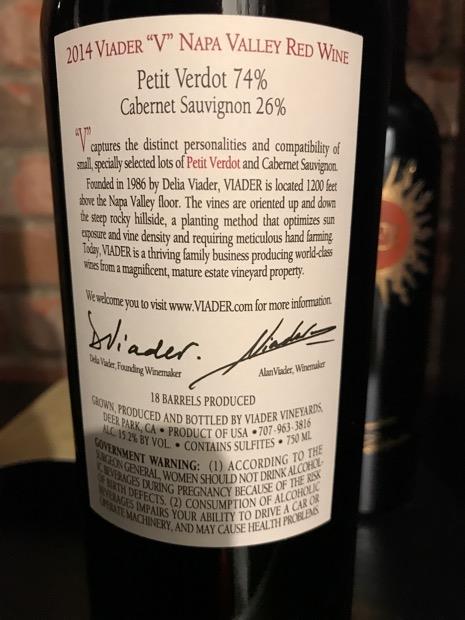 2014 VIADER "V" NAPA VALLEY RED WINE
Petit Verdot 74%
Cabernet Sauvignon 26%
"V" captures the distinct personalities and compatibility of
small, specially selected lots of Petit Verdot and Cabernet Sauvignon.
Founded in 1986 by Delia Viader, VIADER is located 1200 feet
above the Napa Valley floor. The vines are oriented up and down
the steep rocky hillside, a planting method that optimizes sun
exposure and vine density and requiring meticulous hand farming.
Today, VIADER is a thriving family business producing world-class
wines from a magnificent, mature estate vineyard property.
We welcome you to visit www.VIADER.com for more information.
DViader. AViader
Delia Viader, Founding Winemaker Alan Viader, Winemaker
18 BARRELS PRODUCED
GROWN, PRODUCED AND BOTTLED BY VIADER VINEYARDS,
DEER PARK, CA • PRODUCT OF USA • 707-963-3816
ALC. 15.2% BY VOL. • CONTAINS SULFITES • 750 ML
GOVERNMENT WARNING: (1) ACCORDING TO THE
SURGEON GENERAL, WOMEN SHOULD NOT DRINK ALCOHOL-
IC BEVERAGES DURING PREGNANCY BECAUSE OF THE RISK
OF BIRTH DEFECTS. (2) CONSUMPTION OF ALCOHOLIC
BEVERAGES IMPAIRS YOUR ABILITY TO DRIVE A CAR OR
OPERATE MACHINERY, AND MAY CAUSE HEALTH PROBLEMS.